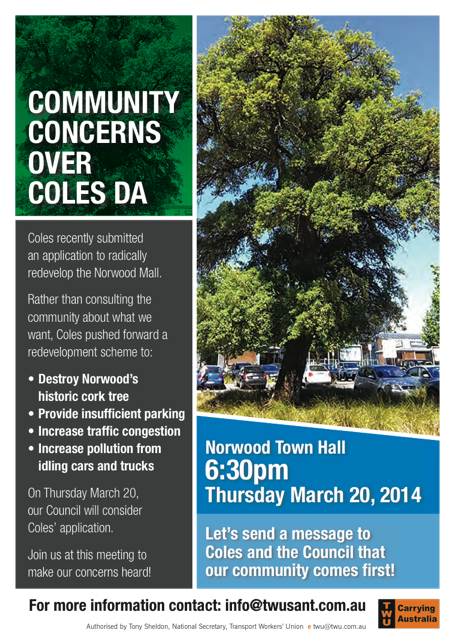 COMMUNITY
CONCERNS
OVER
COLES DA
Coles recently submitted
an application to radically
redevelop the Norwood Mall.
Rather than consulting the
community about what we
want, Coles pushed forward a
redevelopment scheme to:
• Destroy Norwood's
historic cork tree
• Provide insufficient parking
• Increase traffic congestion
• Increase pollution from
idling cars and trucks
On Thursday March 20,
our Council will consider
Coles' application.
Join us at this meeting to
make our concerns heard!
Norwood Town Hall
6:30pm
Thursday March 20, 2014
Let's send a message to
Coles and the Council that
our community comes first!
For more information contact: info@twusant.com.au
Authorised by Tony Sheldon, National Secretary, Transport Workers' Union e twu@twu.com.au
TWU
Carrying
Australia